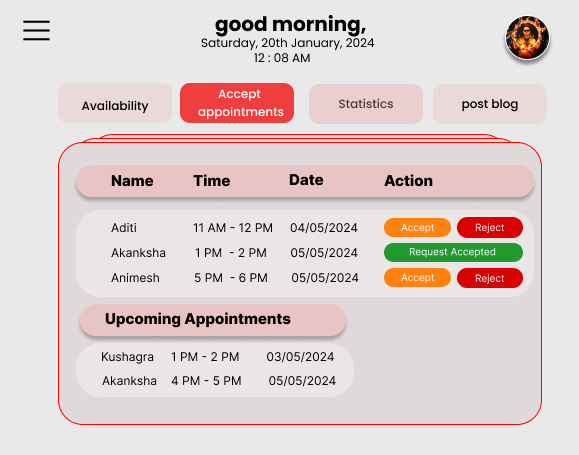 good morning,
Saturday, 20th January, 2024
12 : 08 AM
Availability
Accept
appointments
Statistics
post blog
Name Time Date Action
Aditi 11 AM - 12 PM 04/05/2024 Accept Reject
Akanksha 1 PM - 2 PM 05/05/2024 Request Accepted
Animesh 5 PM - 6 PM 05/05/2024 Accept Reject
Upcoming Appointments
Kushagra 1 PM - 2 PM 03/05/2024
Akanksha 4 PM - 5 PM 05/05/2024